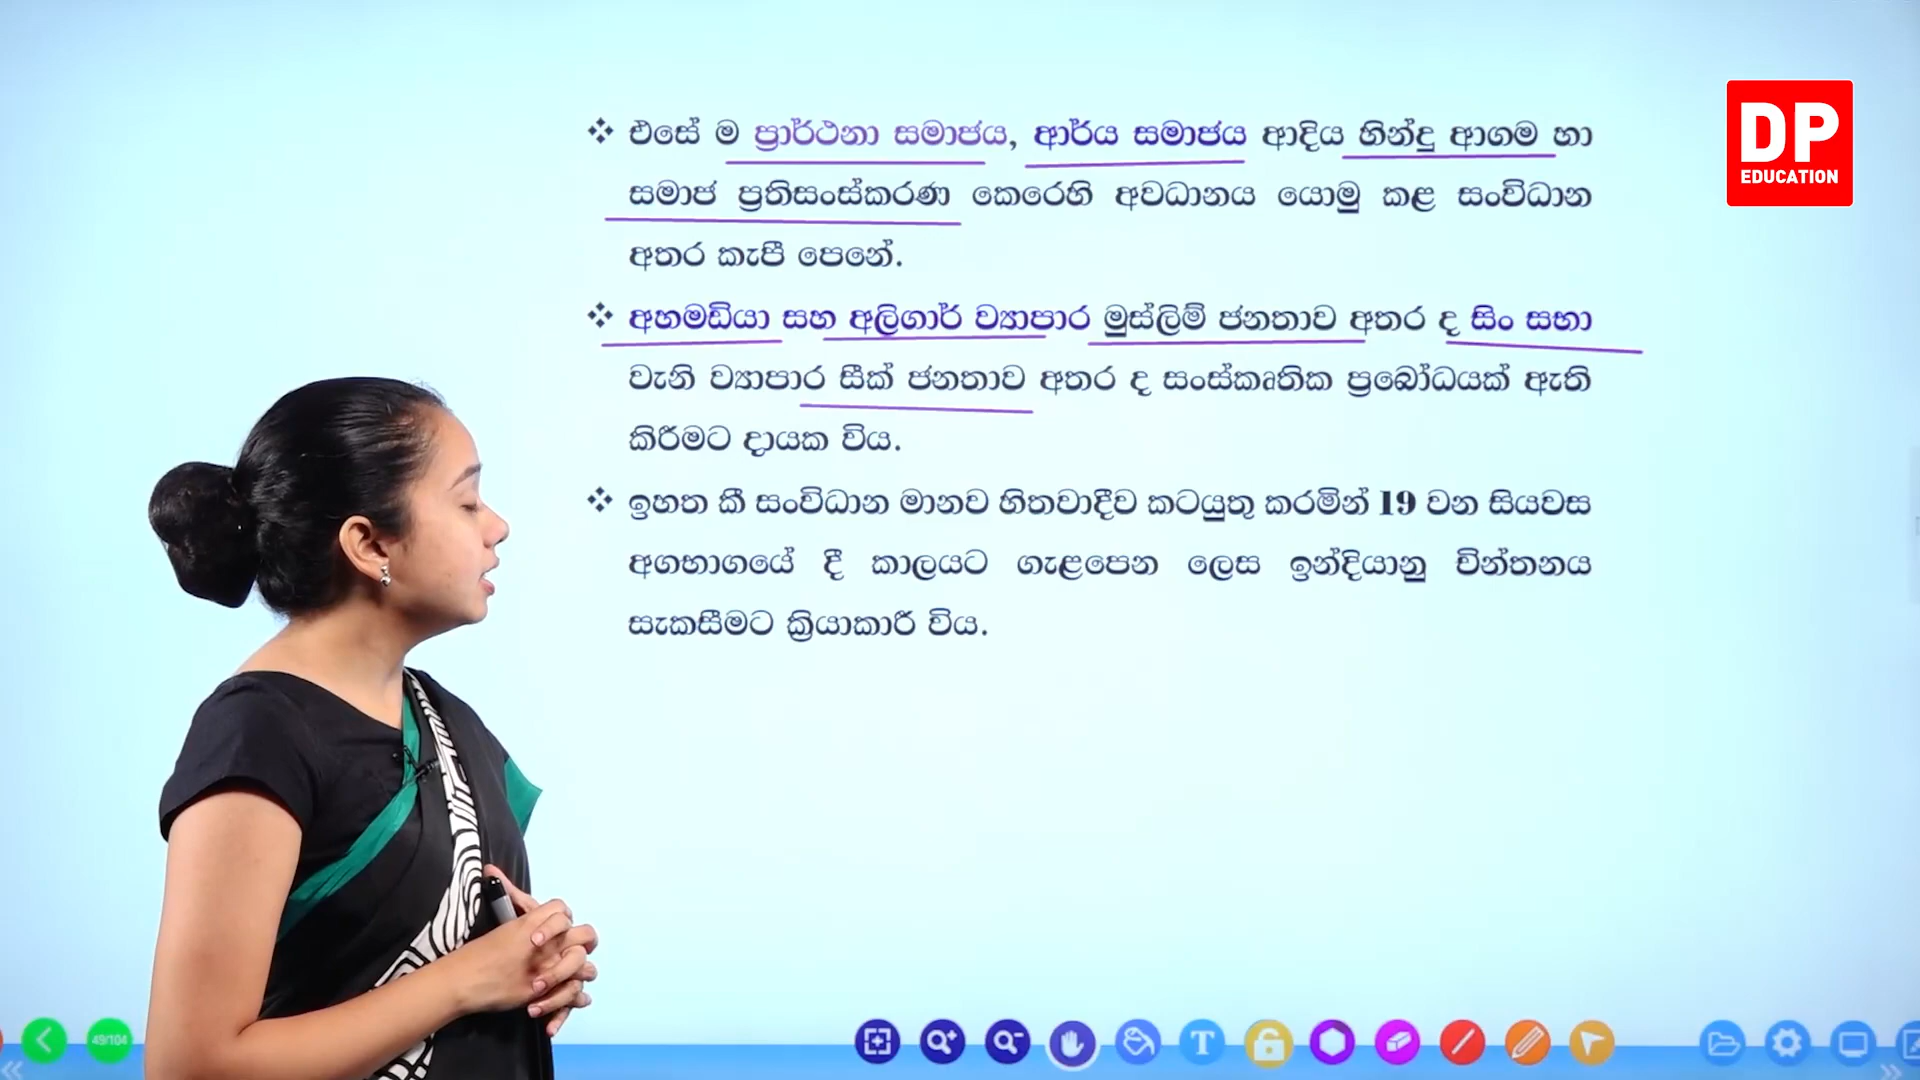 ❖ එසේ ම ප්‍රාර්ථනා සමාජය, ආර්ය සමාජය ආදිය හින්දු ආගම හා
සමාජ ප්‍රතිසංස්කරණ කෙරෙහි අවධානය යොමු කළ සංවිධාන
අතර කැපී පෙනේ.
❖ අහමඩියා සහ අලිගාර් ව්‍යාපාර මුස්ලිම් ජනතාව අතර ද සිං සභා
වැනි ව්‍යාපාර සීක් ජනතාව අතර ද සංස්කෘතික ප්‍රබෝධයක් ඇති
කිරීමට දායක විය.
❖ ඉහත කී සංවිධාන මානව හිතවාදීව කටයුතු කරමින් 19 වන සියවස
අගභාගයේ දී කාලයට ගැළපෙන ලෙස ඉන්දියානු චින්තනය
සැකසීමට ක්‍රියාකාරී විය.
DP
EDUCATION
49/104
T